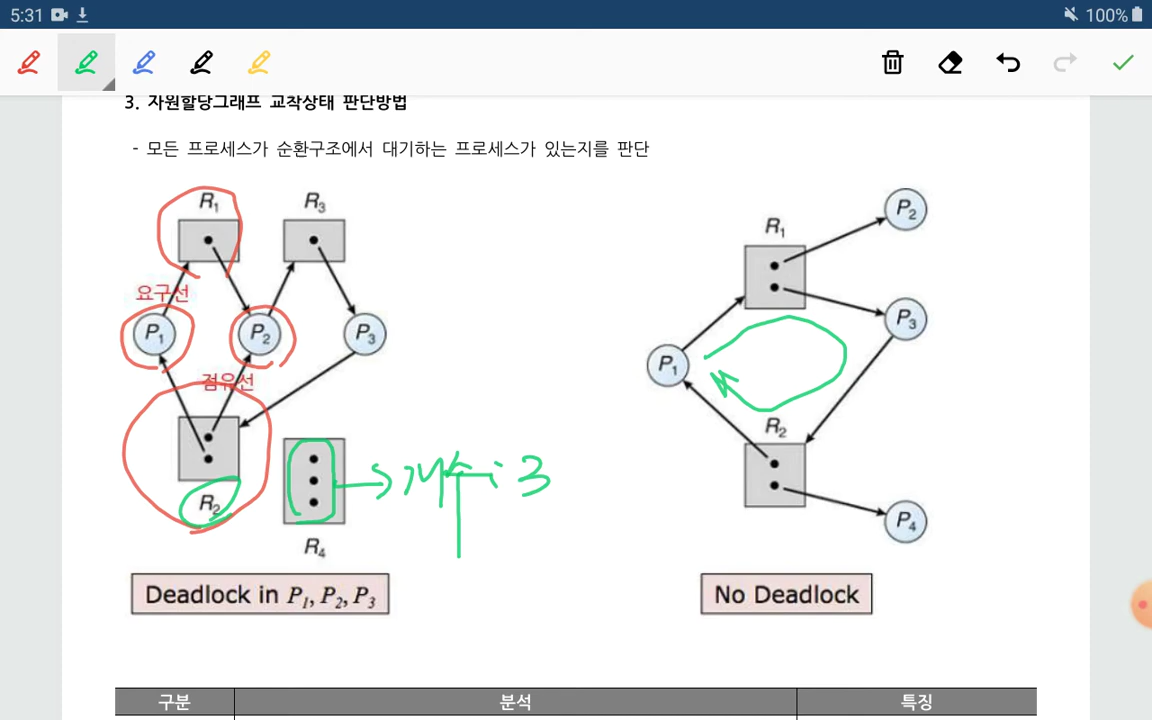 5:31
100%
3. 자원할당그래프 교착상태 판단방법
- 모든 프로세스가 순환구조에서 대기하는 프로세스가 있는지를 판단
R1
R3
요구선
P1
P2
P3
점유선
R2
R4
개수 : 3
Deadlock in P1, P2, P3
R1
P2
P3
P1
R2
P4
No Deadlock
구분
분석
특징